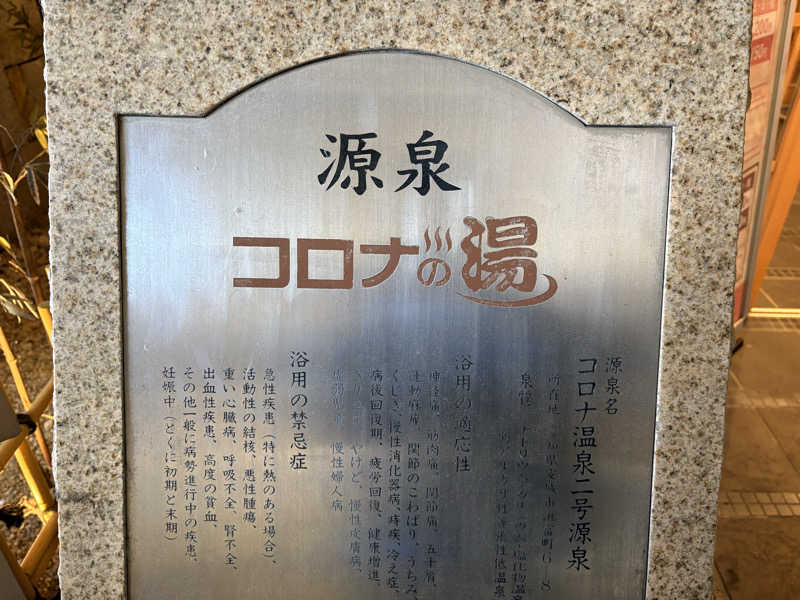 源泉
コロナの湯
源泉名
コロナ温泉二号源泉
所在地
泉質
浴用の適応性
神経痛、筋肉痛、関節痛、五十肩、
運動麻痺、関節のこわばり、うちみ、
くじき、慢性消化器病、痔疾、冷え症、
病後回復期、疲労回復、健康増進、
やけど、慢性皮膚病、
慢性婦人病
浴用の禁忌症
急性疾患（特に熱のある場合）、
活動性の結核、悪性腫瘍、
重い心臓病、呼吸不全、腎不全、
出血性疾患、高度の貧血、
その他一般に病勢進行中の疾患、
妊娠中（とくに初期と末期）